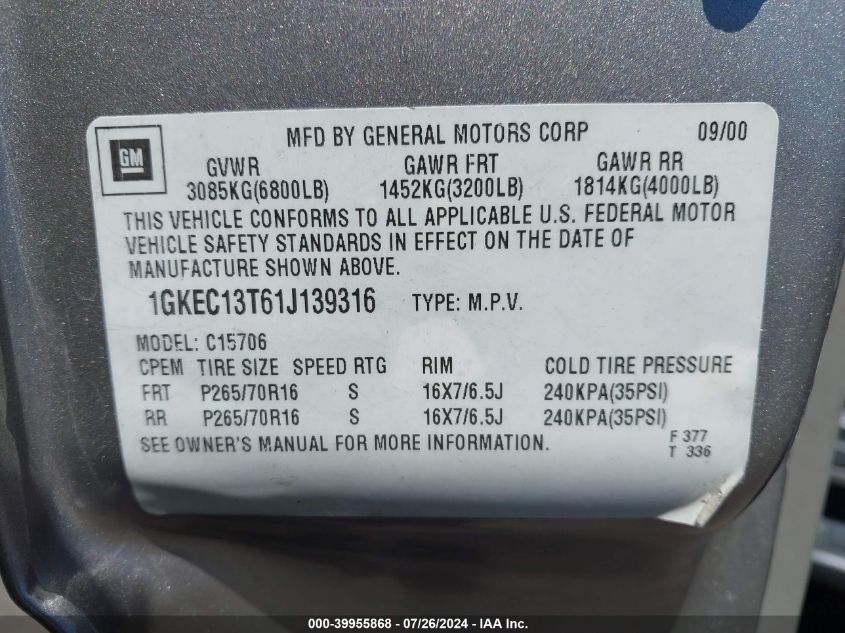 GM
MFD BY GENERAL MOTORS CORP 09/00
GVWR GAWR FRT GAWR RR
3085KG(6800LB) 1452KG(3200LB) 1814KG(4000LB)
THIS VEHICLE CONFORMS TO ALL APPLICABLE U.S. FEDERAL MOTOR
VEHICLE SAFETY STANDARDS IN EFFECT ON THE DATE OF
MANUFACTURE SHOWN ABOVE.
1GKEC13T61J139316 TYPE: M.P.V.
MODEL: C15706
CPEM TIRE SIZE SPEED RTG RIM COLD TIRE PRESSURE
FRT P265/70R16 S 16X7/6.5J 240KPA(35PSI)
RR P265/70R16 S 16X7/6.5J 240KPA(35PSI)
SEE OWNER'S MANUAL FOR MORE INFORMATION.
F 377
T 336
000-39955868 - 07/26/2024 - IAA Inc.